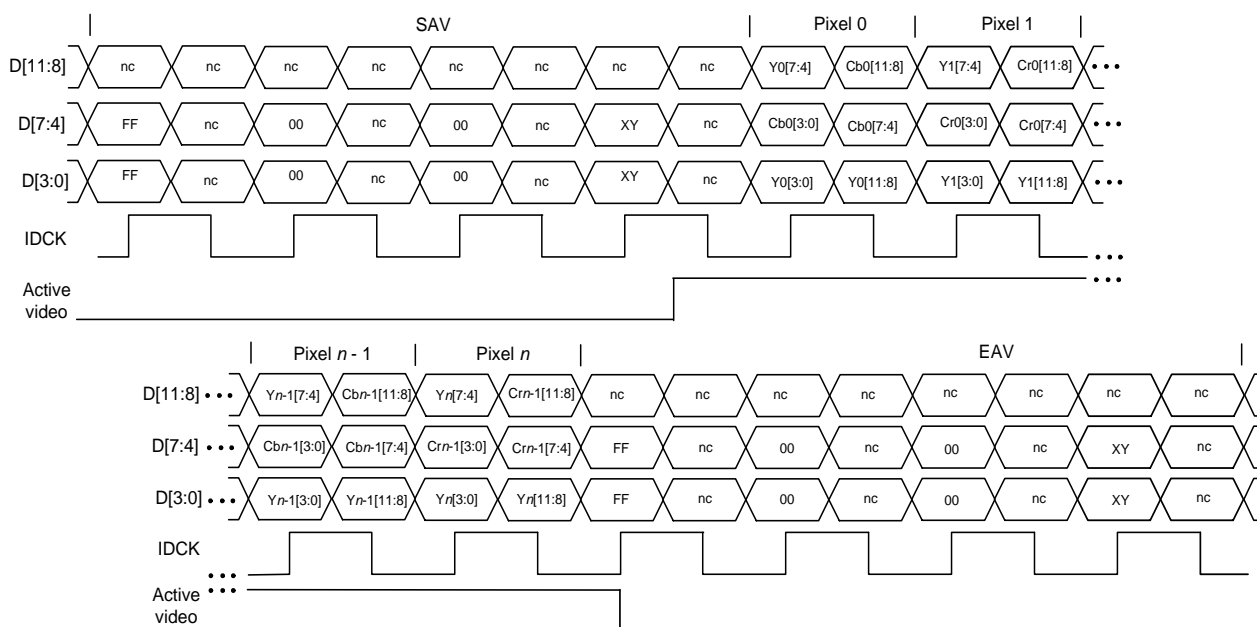 SAV Pixel 0 Pixel 1
D[11:8] nc nc nc nc nc nc nc nc Y0[7:4] Cb0[11:8] Y1[7:4] Cr0[11:8] •••
D[7:4] FF nc 00 nc 00 nc XY nc Cb0[3:0] Cb0[7:4] Cr0[3:0] Cr0[7:4]
D[3:0] FF nc 00 nc 00 nc XY nc Y0[3:0] Y0[11:8] Y1[3:0] Y1[11:8] •••
IDCK •••
Active •••
video
Pixel n - 1 Pixel n EAV
D[11:8] ••• Yn-1[7:4] Cbn-1[11:8] Yn[7:4] Crn-1[11:8] nc nc nc nc nc nc nc nc
D[7:4] ••• Cbn-1[3:0] Cbn-1[7:4] Crn-1[3:0] Crn-1[7:4] FF nc 00 nc 00 nc XY nc
D[3:0] ••• Yn-1[3:0] Yn-1[11:8] Yn[3:0] Yn[11:8] FF nc 00 nc 00 nc XY nc
IDCK •••
Active •••
video